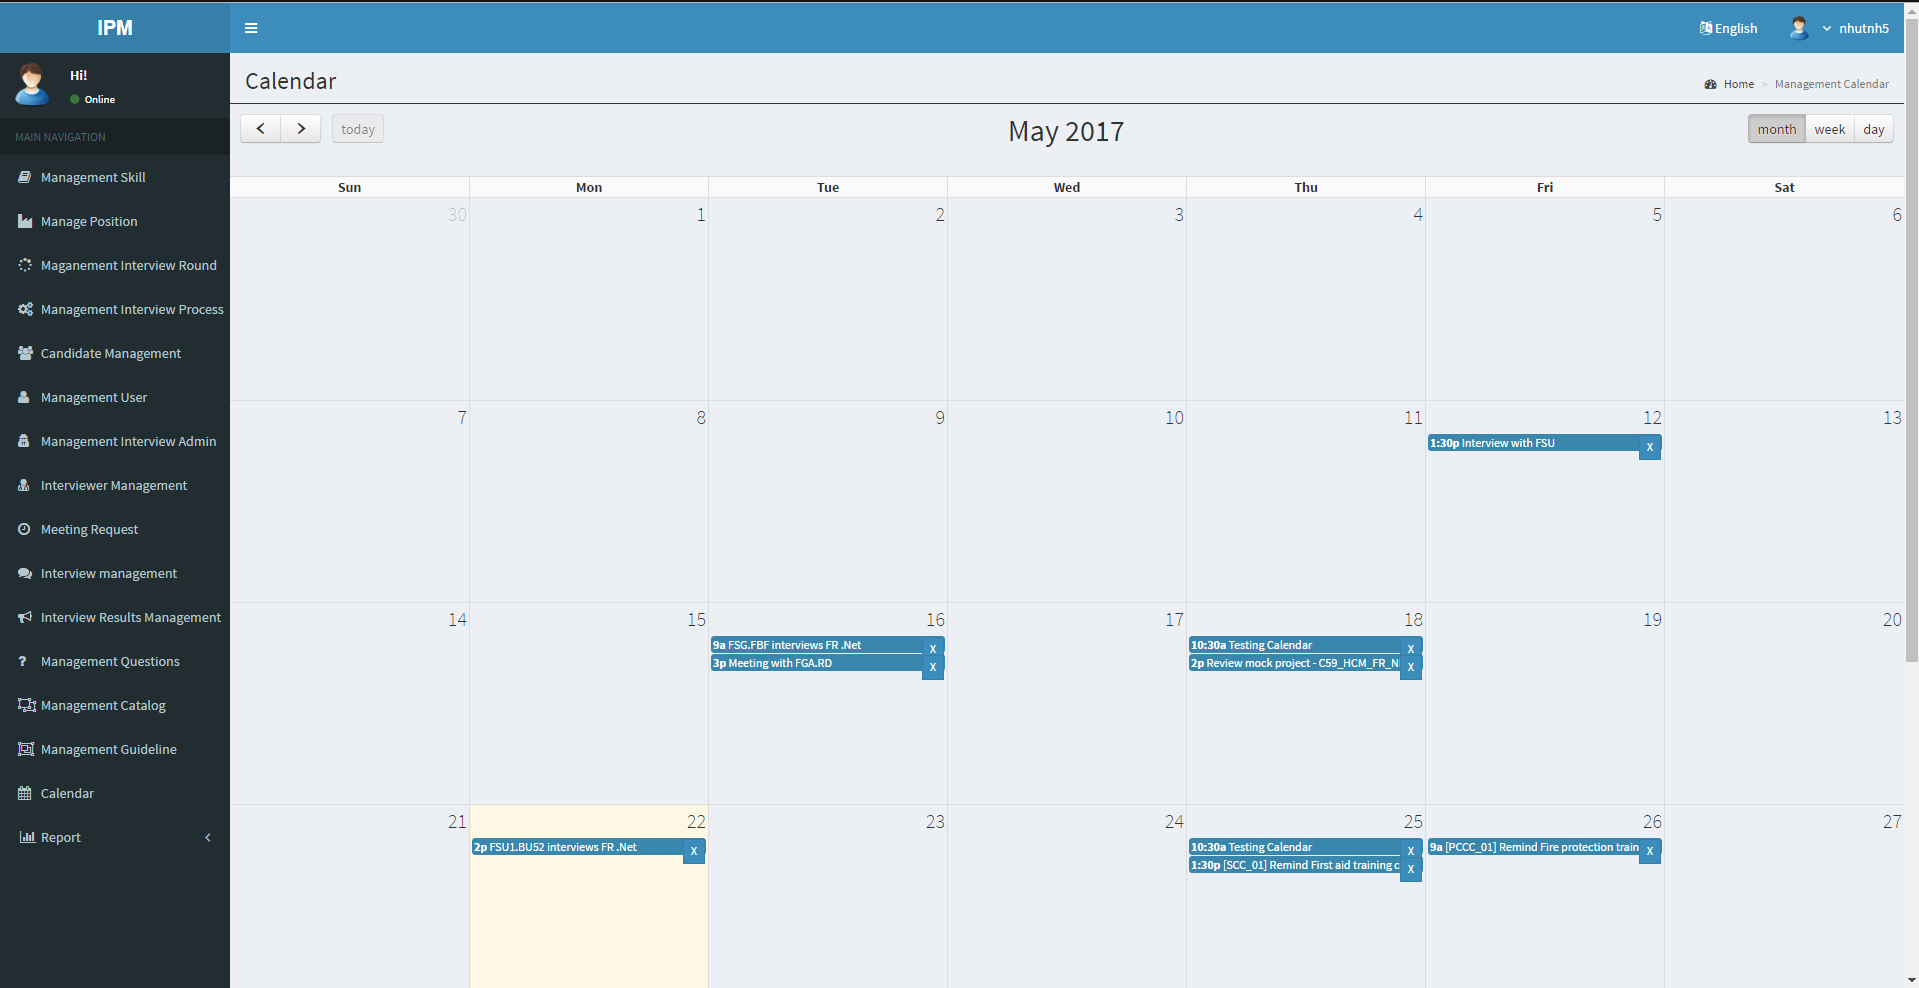 IPM
English
nhutnh5
Hi!
Online
MAIN NAVIGATION
Management Skill
Manage Position
Maganement Interview Round
Management Interview Process
Candidate Management
Management User
Management Interview Admin
Interviewer Management
Meeting Request
Interview management
Interview Results Management
Management Questions
Management Catalog
Management Guideline
Calendar
Report
Calendar
Home > Management Calendar
today
May 2017
month week day
Sun Mon Tue Wed Thu Fri Sat
30 1 2 3 4 5 6
7 8 9 10 11 12 13
1:30p Interview with FSU X
14 15 16 17 18 19 20
9a FSG.FBF interviews FR .Net X
3p Meeting with FGA.RD X
10:30a Testing Calendar X
2p Review mock project - C59_HCM_FR_N X
21 22 23 24 25 26 27
2p FSU1.BU52 interviews FR .Net X
10:30a Testing Calendar X
1:30p [SCC_01] Remind First aid training c X
9a [PCCC_01] Remind Fire protection train X